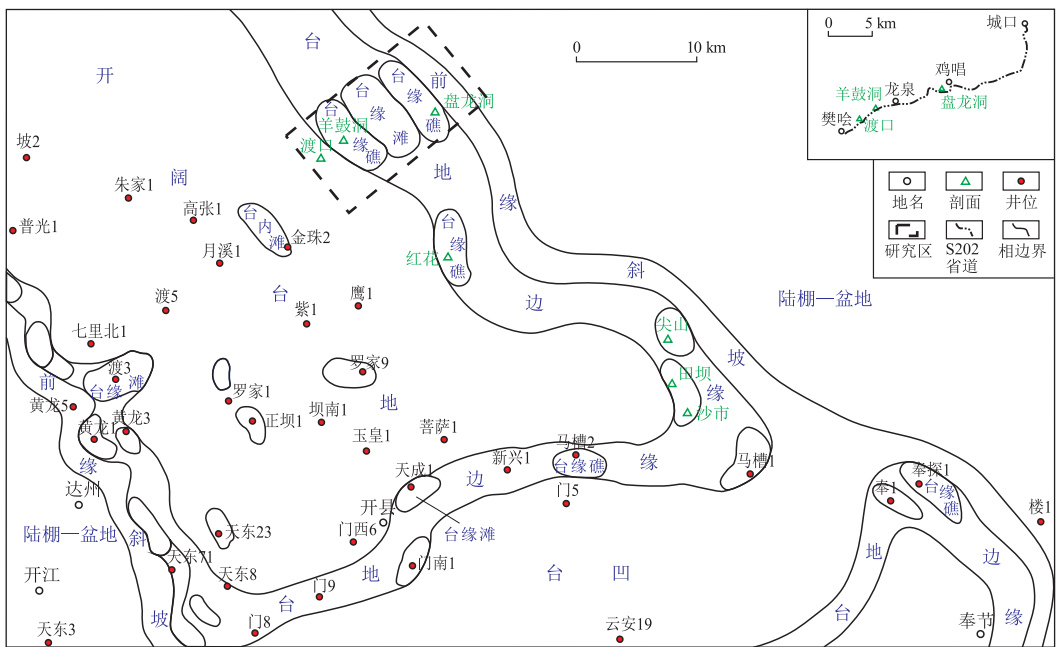 开阔台地
台地边缘
前缘斜坡
陆棚—盆地
陆棚—盆地
前缘斜坡
台凹
台地边缘
台地边缘
0 10 km
台缘礁
台缘滩
台缘礁
羊鼓洞
渡口
盘龙洞
坡2
朱家1
高张1
普光1
月溪1
台内滩
金珠2
红花
台缘礁
渡5
紫1
鹰1
七里北1
尖山
田坝
沙市
渡3
台缘滩
罗家9
罗家1
正坝1
坝南1
玉皇1
菩萨1
黄龙5
黄龙1
黄龙3
天成1
新兴1
马槽2
台缘礁
马槽1
达州
开县
台缘滩
门5
门西6
门南1
奉1
奉探1
台缘礁
楼1
天东23
天东71
天东8
开江
门9
门8
天东3
云安19
奉节
0 5 km
城口
鸡唱
龙泉
羊鼓洞
盘龙洞
樊哙
渡口
地名 剖面 井位
研究区 S202省道 相边界